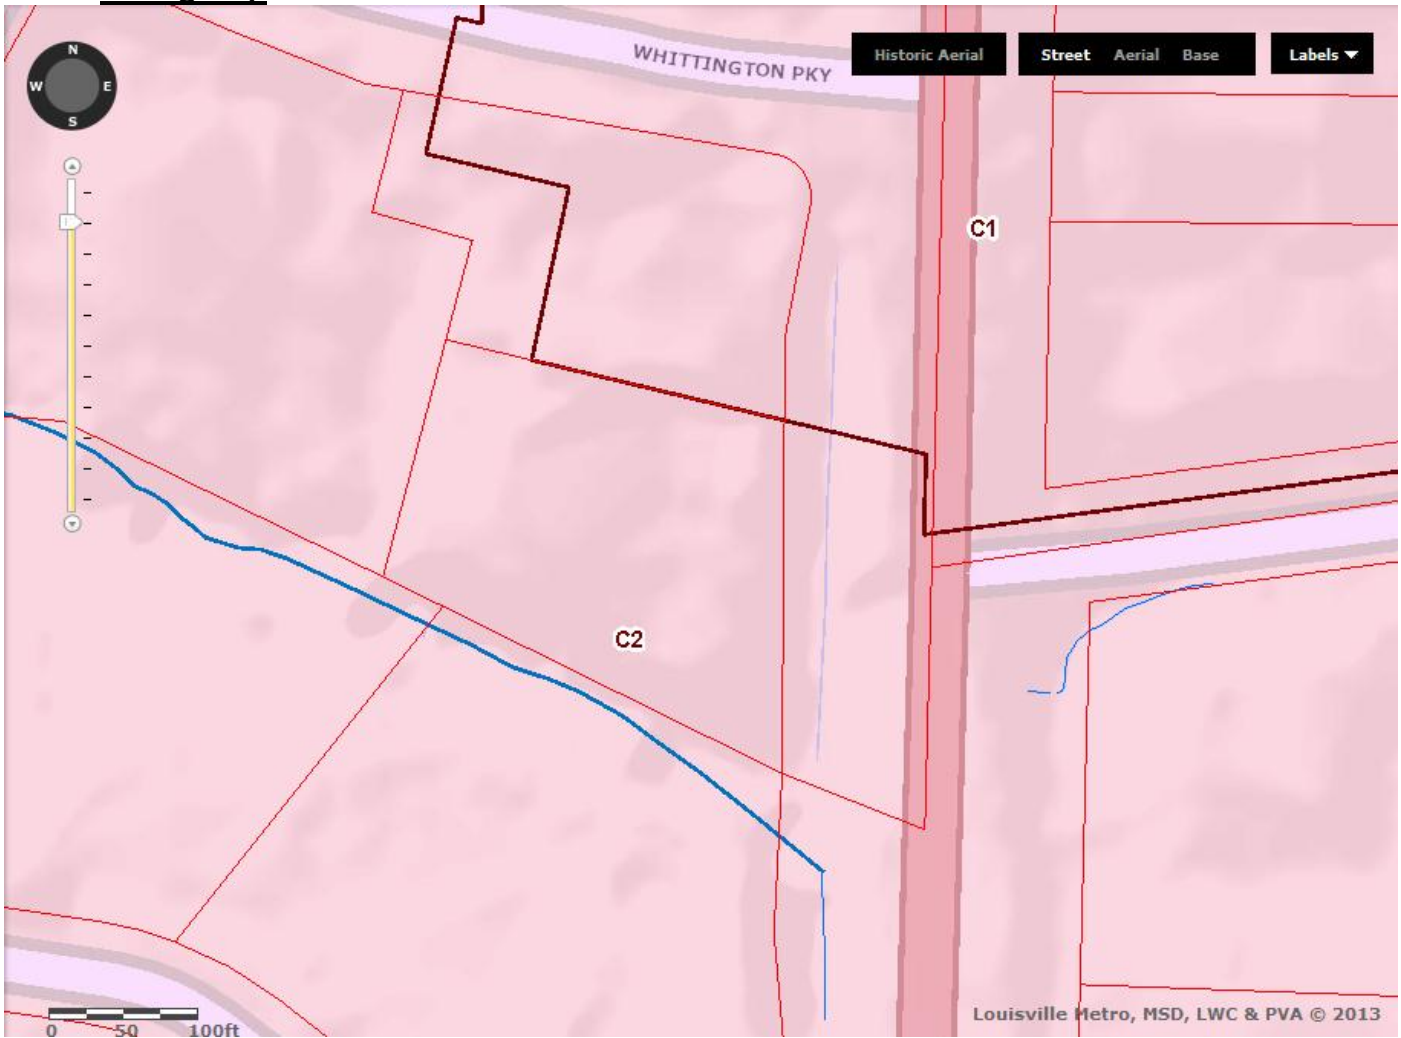 N
W E
S
WHITTINGTON PKY
Historic Aerial Street Aerial Base Labels
C1
C2
0 50 100ft
Louisville Metro, MSD, LWC & PVA © 2013